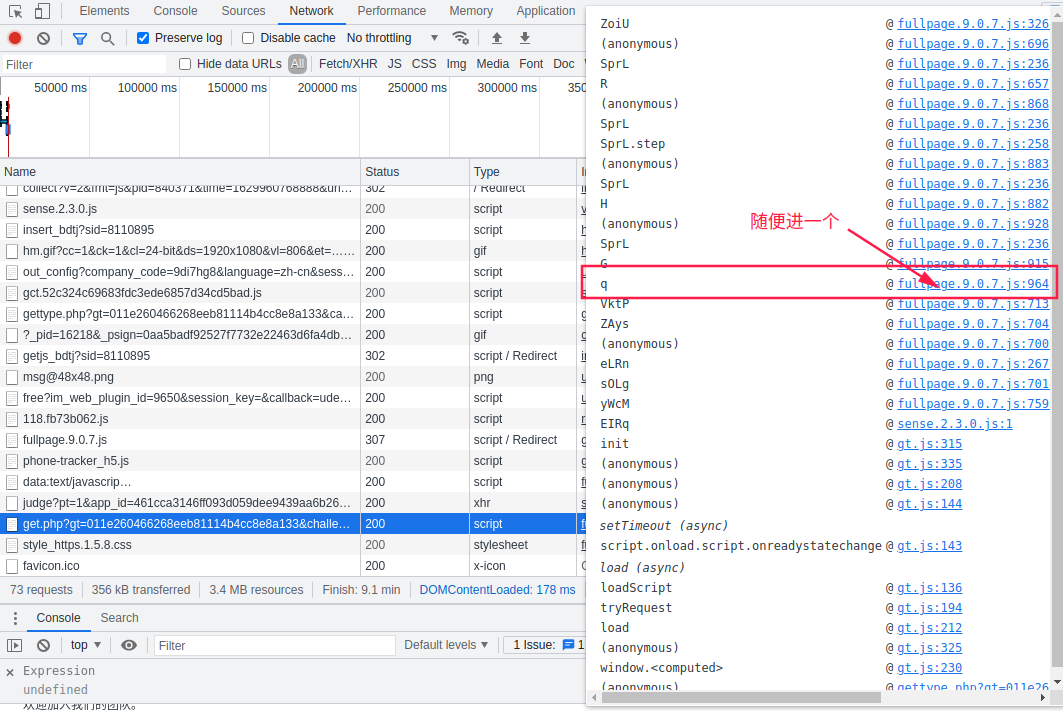 Elements Console Sources Network Performance Memory Application
Preserve log Disable cache No throttling
Filter Hide data URLs All Fetch/XHR JS CSS Img Media Font Doc
50000 ms 100000 ms 150000 ms 200000 ms 250000 ms 300000 ms 350
Name Status Type
collect?v=2&fmt=js&pid=840371&time=1629960768888&url... 302 / Redirect
sense.2.3.0.js 200 script
insert_bdtj?sid=8110895 200 script
hm.gif?cc=1&ck=1&cl=24-bit&ds=1920x1080&vl=806&et=... 200 gif
out_config?company_code=9di7hg8&language=zh-cn&sess... 200 script
gct.52c324c69683fdc3ede6857d34cd5bad.js 200 script
gettype.php?gt=011e260466268eeb81114b4cc8e8a133&ca... 200 script
?_pid=16218&_psign=0aa5badf92527f7732e22463d6fa4db... 200 gif
getjs_bdtj?sid=8110895 302 script / Redirect
msg@48x48.png 200 png
free?im_web_plugin_id=9650&session_key=&callback=ude... 200 script
118.fb73b062.js 200 script
fullpage.9.0.7.js 307 script / Redirect
phone-tracker_h5.js 200 script
data:text/javascrip... 200 script
judge?pt=1&app_id=461cca3146ff093d059dee9439aa6b26... 200 xhr
get.php?gt=011e260466268eeb81114b4cc8e8a133&challe... 200 script
style_https.1.5.8.css 200 stylesheet
favicon.ico 200 x-icon
73 requests 356 kB transferred 3.4 MB resources Finish: 9.1 min DOMContentLoaded: 178 ms
Console Search
top Filter Default levels 1 Issue: 1
Expression
undefined
欢迎加入我们的团队。
ZoiU @ fullpage.9.0.7.js:326
(anonymous) @ fullpage.9.0.7.js:696
SprL @ fullpage.9.0.7.js:236
R @ fullpage.9.0.7.js:657
(anonymous) @ fullpage.9.0.7.js:868
SprL @ fullpage.9.0.7.js:236
SprL.step @ fullpage.9.0.7.js:258
(anonymous) @ fullpage.9.0.7.js:883
SprL @ fullpage.9.0.7.js:236
H @ fullpage.9.0.7.js:882
随便进一个
(anonymous) @ fullpage.9.0.7.js:928
SprL @ fullpage.9.0.7.js:236
G @ fullpage.9.0.7.js:915
q @ fullpage.9.0.7.js:964
VktP @ fullpage.9.0.7.js:713
ZAys @ fullpage.9.0.7.js:704
(anonymous) @ fullpage.9.0.7.js:700
eLRn @ fullpage.9.0.7.js:267
sOLg @ fullpage.9.0.7.js:701
yWcM @ fullpage.9.0.7.js:759
EIRq @ sense.2.3.0.js:1
init @ gt.js:315
(anonymous) @ gt.js:335
(anonymous) @ gt.js:208
(anonymous) @ gt.js:144
setTimeout (async)
script.onload.script.onreadystatechange @ gt.js:143
load (async)
loadScript @ gt.js:136
tryRequest @ gt.js:194
load @ gt.js:212
(anonymous) @ gt.js:325
window.<computed> @ gt.js:230
(anonymous) @ gettype.php?gt=011e26